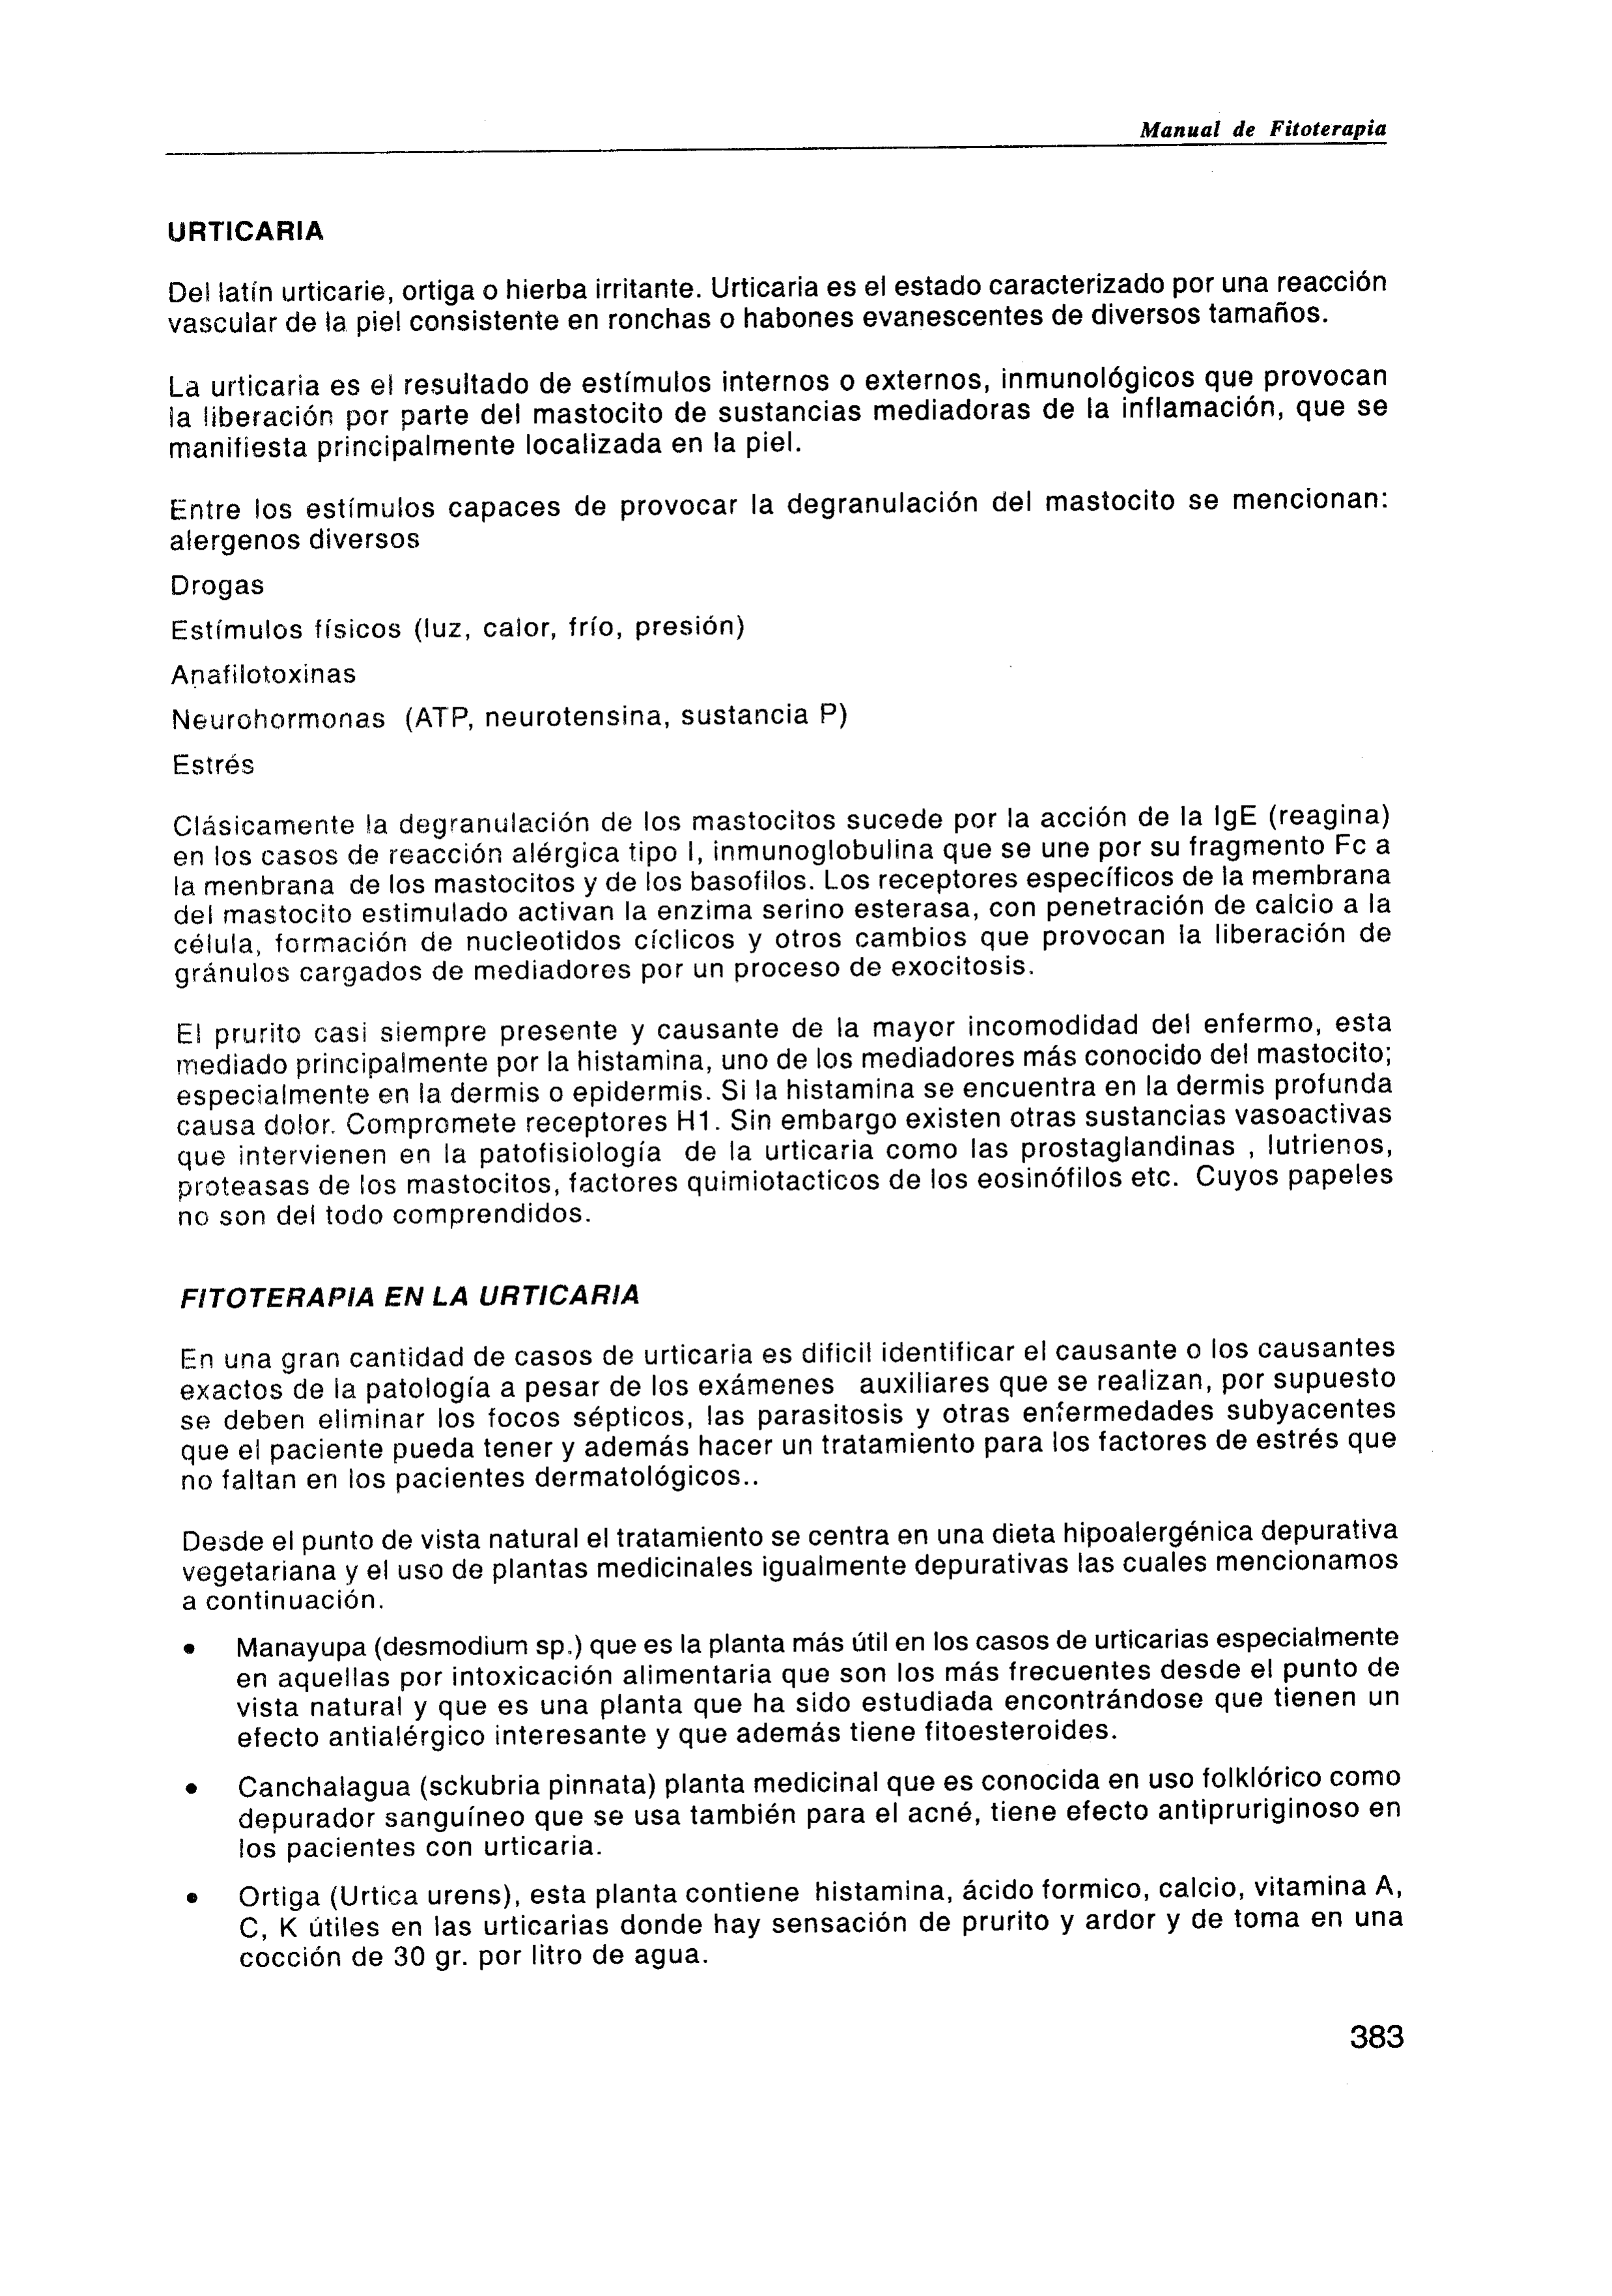 Manual de Fitoterapia
URTICARIA
Del latín urticarie, ortiga o hierba irritante. Urticaria es el estado caracterizado por una reacción
vascular de la piel consistente en ronchas o habones evanescentes de diversos tamaños.
La urticaria es el resultado de estímulos internos o externos, inmunológicos que provocan
la liberación por parte del mastocito de sustancias mediadoras de la inflamación, que se
manifiesta principalmente localizada en la piel.
Entre los estímulos capaces de provocar la degranulación del mastocito se mencionan:
alergenos diversos
Drogas
Estímulos físicos (luz, calor, frío, presión)
Anafilotoxinas
Neurohormonas (ATP, neurotensina, sustancia P)
Estrés
Clásicamente la degranulación de los mastocitos sucede por la acción de la IgE (reagina)
en los casos de reacción alérgica tipo I, inmunoglobulina que se une por su fragmento Fc a
la menbrana de los mastocitos y de los basofilos. Los receptores específicos de la membrana
del mastocito estimulado activan la enzima serino esterasa, con penetración de calcio a la
célula, formación de nucleotidos cíclicos y otros cambios que provocan la liberación de
gránulos cargados de mediadores por un proceso de exocitosis.
El prurito casi siempre presente y causante de la mayor incomodidad del enfermo, esta
mediado principalmente por la histamina, uno de los mediadores más conocido del mastocito;
especialmente en la dermis o epidermis. Si la histamina se encuentra en la dermis profunda
causa dolor. Compromete receptores H1. Sin embargo existen otras sustancias vasoactivas
que intervienen en la patofisiología de la urticaria como las prostaglandinas , lutrienos,
proteasas de los mastocitos, factores quimiotacticos de los eosinófilos etc. Cuyos papeles
no son del todo comprendidos.
FITOTERAPIA EN LA URTICARIA
En una gran cantidad de casos de urticaria es dificil identificar el causante o los causantes
exactos de la patología a pesar de los exámenes auxiliares que se realizan, por supuesto
se deben eliminar los focos sépticos, las parasitosis y otras enfermedades subyacentes
que el paciente pueda tener y además hacer un tratamiento para los factores de estrés que
no faltan en los pacientes dermatológicos..
Desde el punto de vista natural el tratamiento se centra en una dieta hipoalergénica depurativa
vegetariana y el uso de plantas medicinales igualmente depurativas las cuales mencionamos
a continuación.
• Manayupa (desmodium sp.) que es la planta más útil en los casos de urticarias especialmente
en aquellas por intoxicación alimentaria que son los más frecuentes desde el punto de
vista natural y que es una planta que ha sido estudiada encontrándose que tienen un
efecto antialérgico interesante y que además tiene fitoesteroides.
• Canchalagua (sckubria pinnata) planta medicinal que es conocida en uso folklórico como
depurador sanguíneo que se usa también para el acné, tiene efecto antipruriginoso en
los pacientes con urticaria.
• Ortiga (Urtica urens), esta planta contiene histamina, ácido formico, calcio, vitamina A,
C, K útiles en las urticarias donde hay sensación de prurito y ardor y de toma en una
cocción de 30 gr. por litro de agua.
383